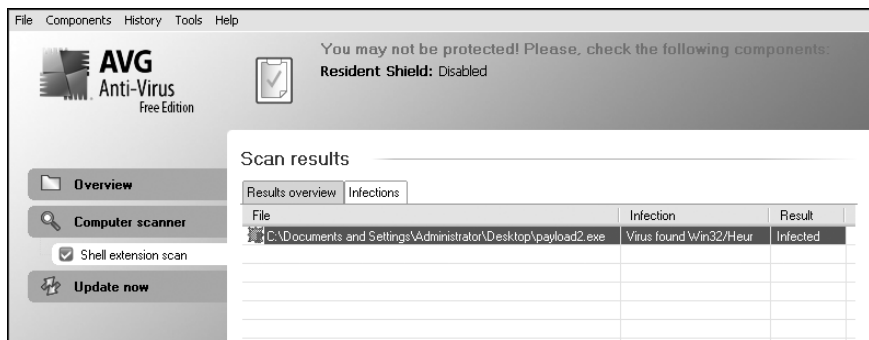 File Components History Tools Help
AVG
Anti-Virus
Free Edition
You may not be protected! Please, check the following components:
Resident Shield: Disabled
Overview
Computer scanner
Shell extension scan
Update now
Scan results
Results overview Infections
File Infection Result
C:\Documents and Settings\Administrator\Desktop\payload2.exe Virus found Win32/Heur Infected